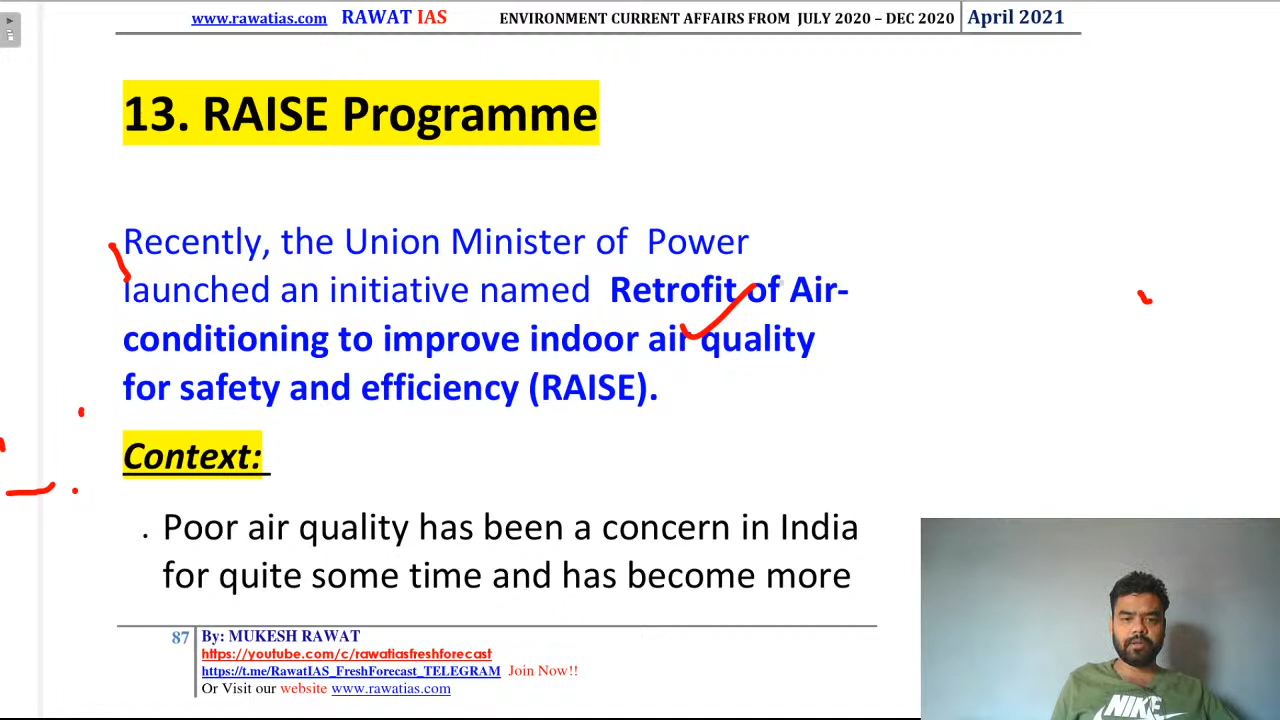 www.rawatias.com RAWAT IAS ENVIRONMENT CURRENT AFFAIRS FROM JULY 2020 – DEC 2020 April 2021
13. RAISE Programme
Recently, the Union Minister of Power
launched an initiative named Retrofit of Air-
conditioning to improve indoor air quality
for safety and efficiency (RAISE).
Context:
. Poor air quality has been a concern in India
for quite some time and has become more
87 By: MUKESH RAWAT
https://youtube.com/c/rawatiasfreshforecast
https://t.me/RawatIAS_FreshForecast_TELEGRAM Join Now!!
Or Visit our website www.rawatias.com
NIKE